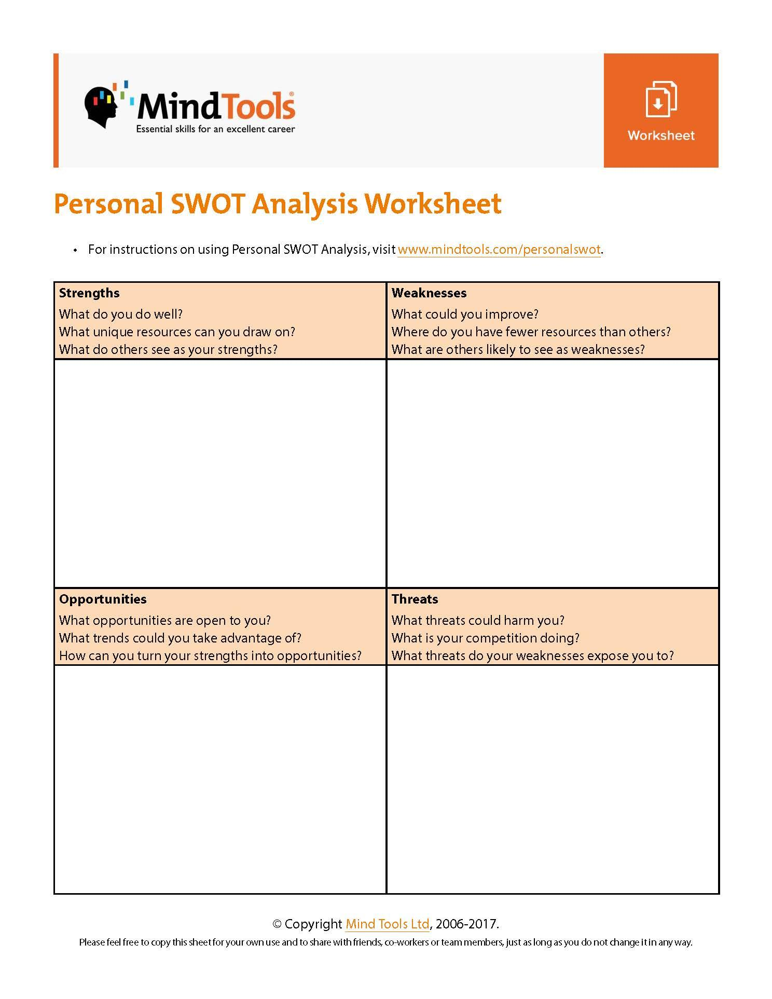 MindTools®
Essential skills for an excellent career
Worksheet
Personal SWOT Analysis Worksheet
• For instructions on using Personal SWOT Analysis, visit www.mindtools.com/personalswot.
Strengths
What do you do well?
What unique resources can you draw on?
What do others see as your strengths?
Weaknesses
What could you improve?
Where do you have fewer resources than others?
What are others likely to see as weaknesses?
Opportunities
What opportunities are open to you?
What trends could you take advantage of?
How can you turn your strengths into opportunities?
Threats
What threats could harm you?
What is your competition doing?
What threats do your weaknesses expose you to?
© Copyright Mind Tools Ltd, 2006-2017.
Please feel free to copy this sheet for your own use and to share with friends, co-workers or team members, just as long as you do not change it in any way.